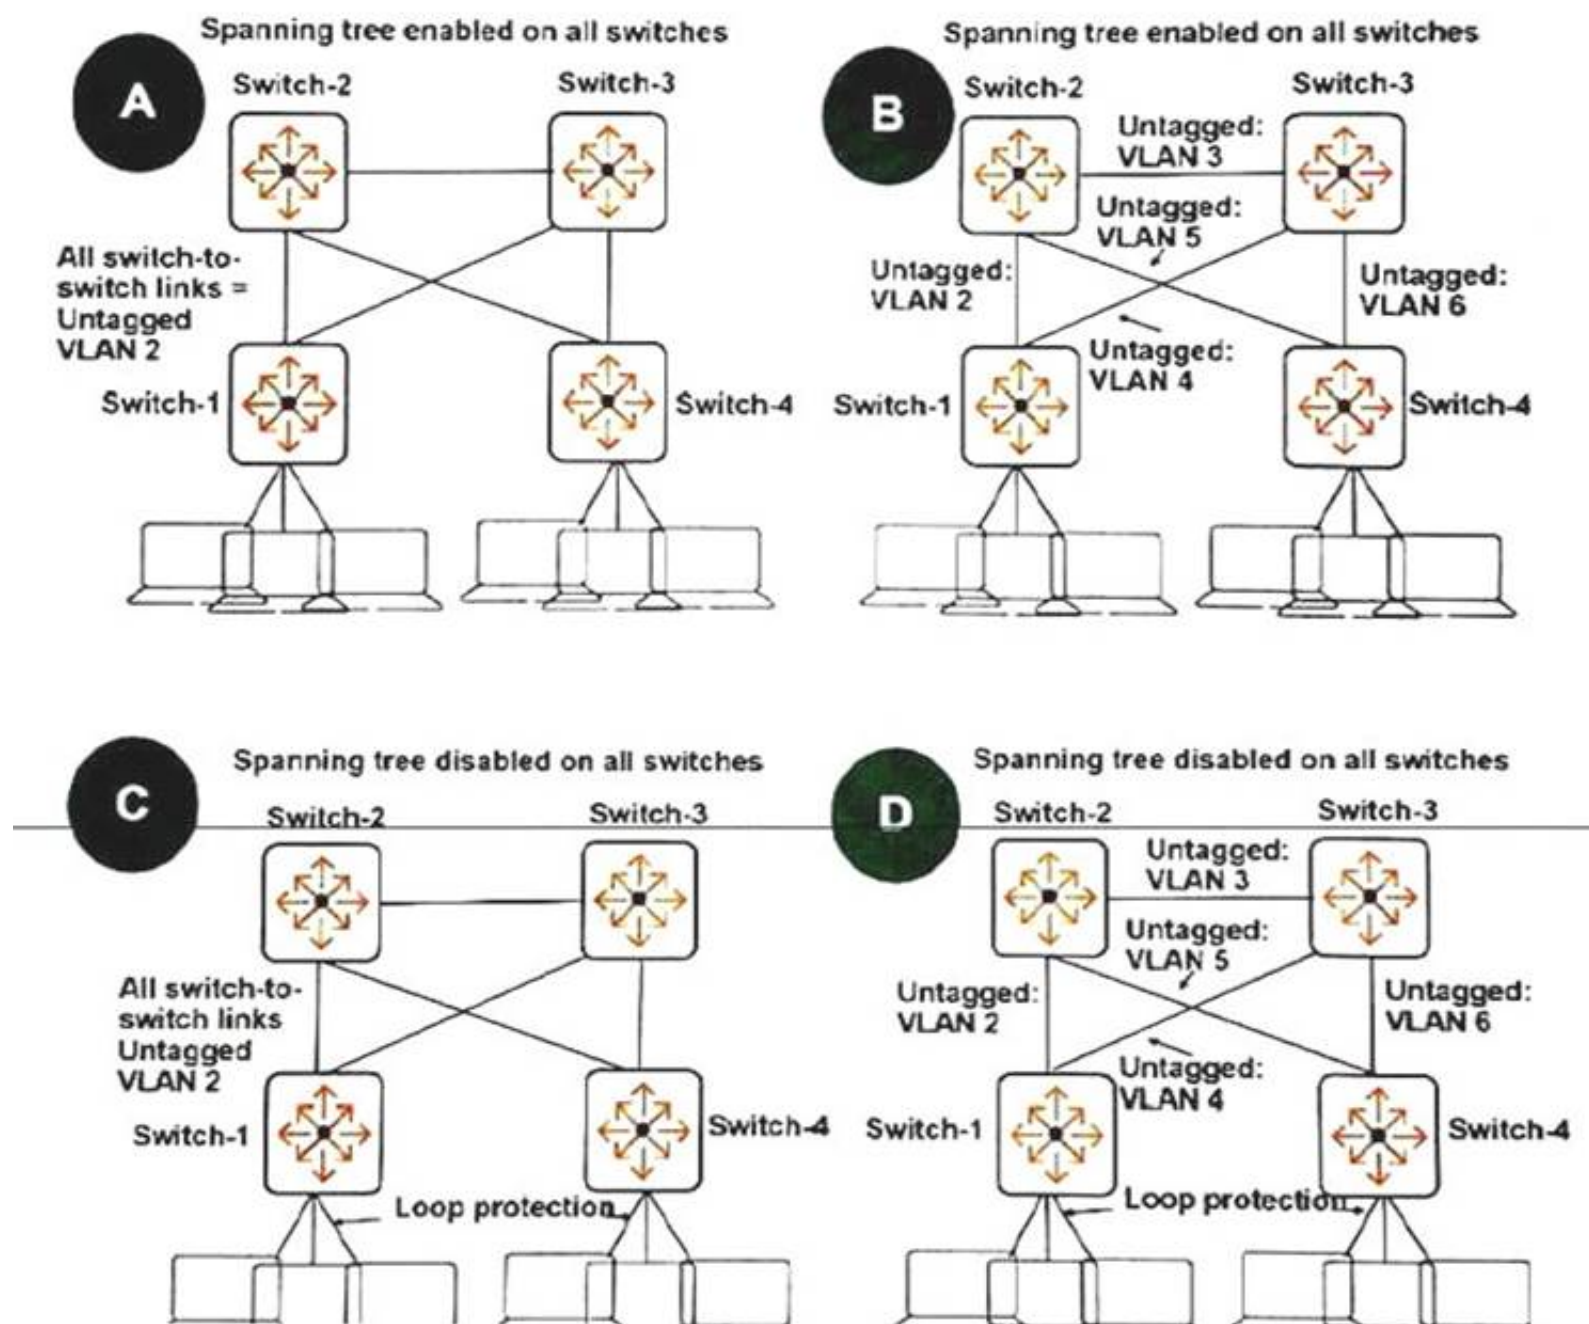 Spanning tree enabled on all switches
A
Switch-2
Switch-3
All switch-to-
switch links =
Untagged
VLAN 2
Switch-1
Switch-4
Spanning tree enabled on all switches
B
Switch-2
Switch-3
Untagged:
VLAN 3
Untagged:
VLAN 5
Untagged:
VLAN 2
Untagged:
VLAN 6
Untagged:
VLAN 4
Switch-1
Switch-4
Spanning tree disabled on all switches
C
Switch-2
Switch-3
All switch-to-
switch links
Untagged
VLAN 2
Switch-1
Switch-4
Loop protection
Spanning tree disabled on all switches
D
Switch-2
Switch-3
Untagged:
VLAN 3
Untagged:
VLAN 5
Untagged:
VLAN 2
Untagged:
VLAN 6
Untagged:
VLAN 4
Switch-1
Switch-4
Loop protection